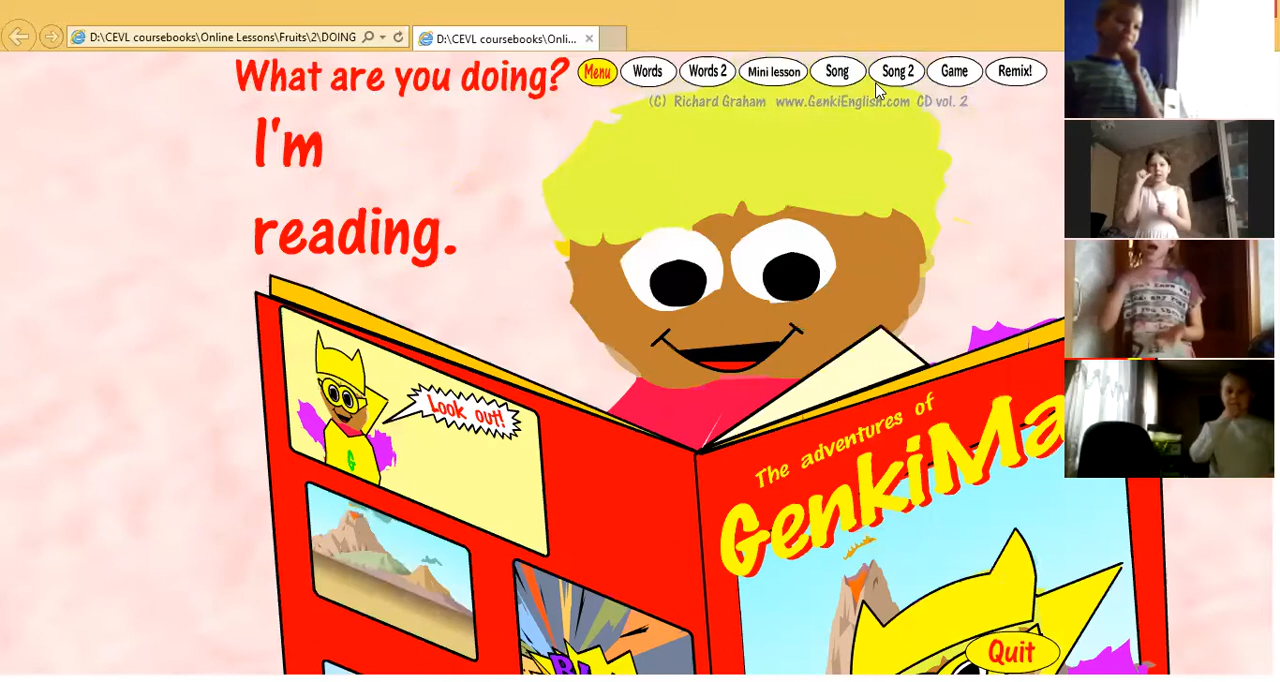 D:\CEVL coursebooks\Online Lessons\Fruits\2\DOING
D:\CEVL coursebooks\Onli...
What are you doing?
Menu
Words
Words 2
Mini lesson
Song
Song 2
Game
Remix!
(C) Richard Graham www.GenkiEnglish.com CD vol. 2
I'm
reading.
Look out!
G
The adventures of
GenkiMa
Quit